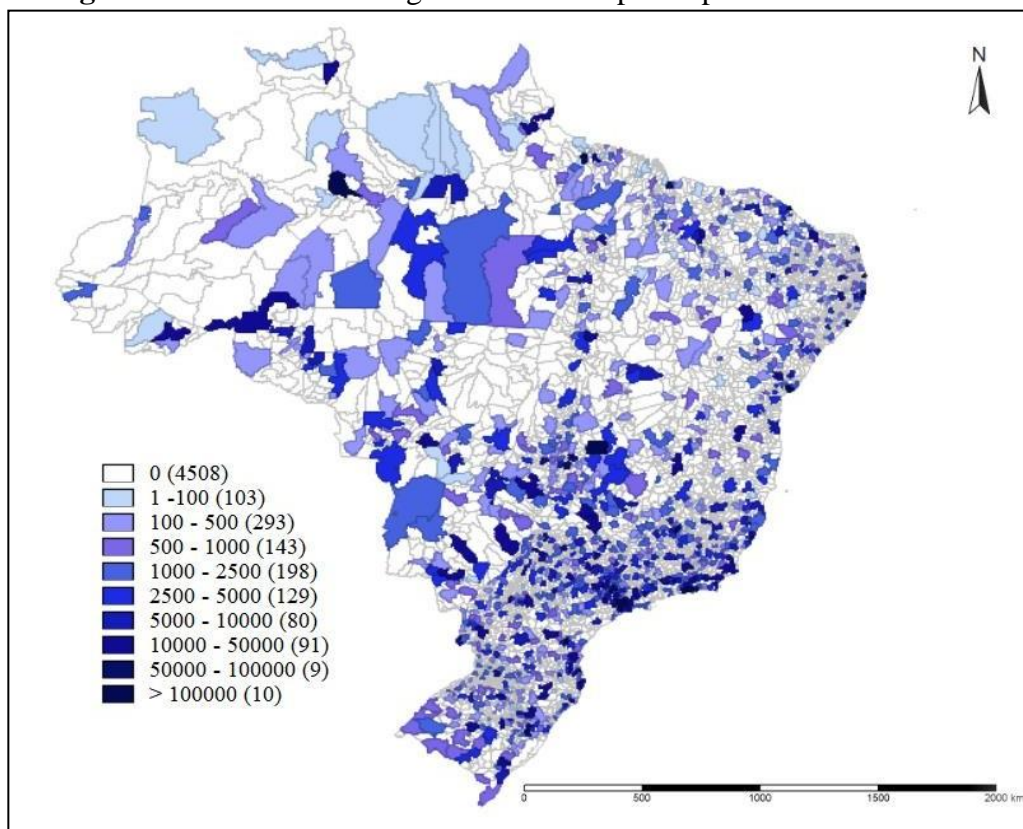 N
0 (4508)
1 -100 (103)
100 - 500 (293)
500 - 1000 (143)
1000 - 2500 (198)
2500 - 5000 (129)
5000 - 10000 (80)
10000 - 50000 (91)
50000 - 100000 (9)
> 100000 (10)
0 500 1000 1500 2000 km